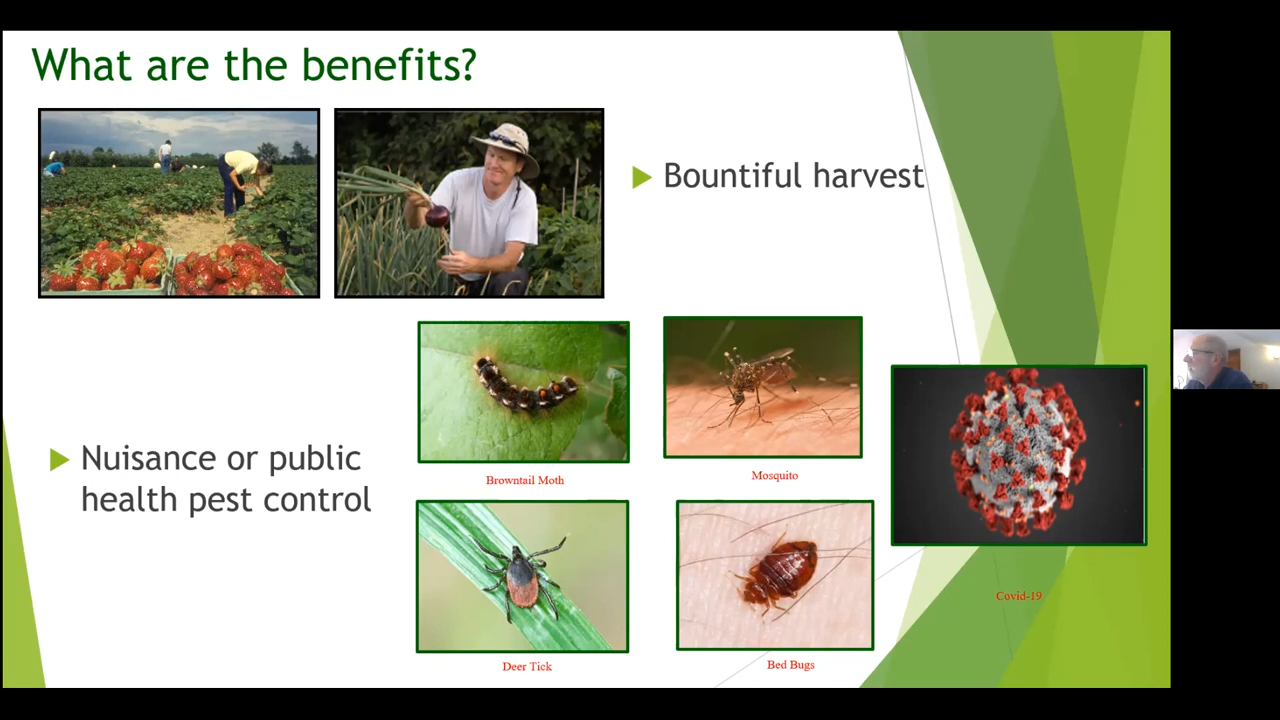 What are the benefits?
Bountiful harvest
Nuisance or public
health pest control
Browntail Moth
Mosquito
Deer Tick
Bed Bugs
Covid-19